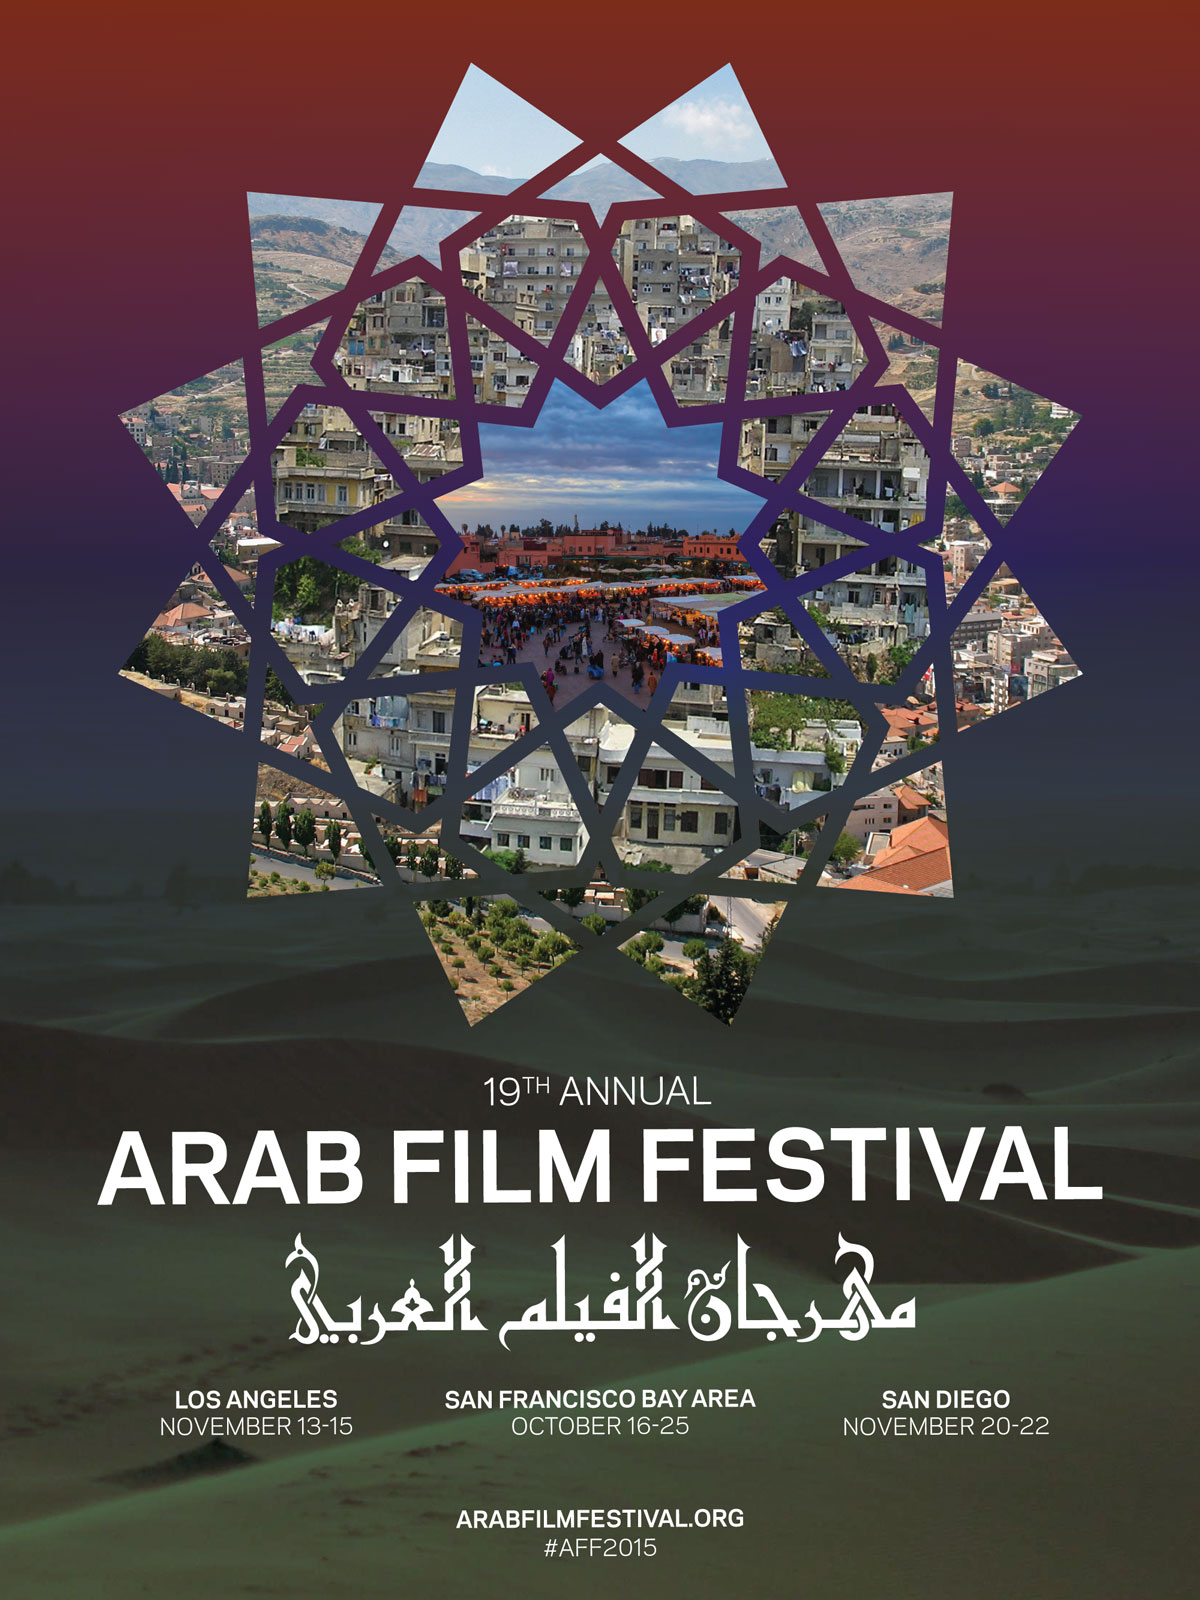 19TH ANNUAL
ARAB FILM FESTIVAL
مهرجان الفيلم العربي
LOS ANGELES
NOVEMBER 13-15
SAN FRANCISCO BAY AREA
OCTOBER 16-25
SAN DIEGO
NOVEMBER 20-22
ARABFILMFESTIVAL.ORG
#AFF2015